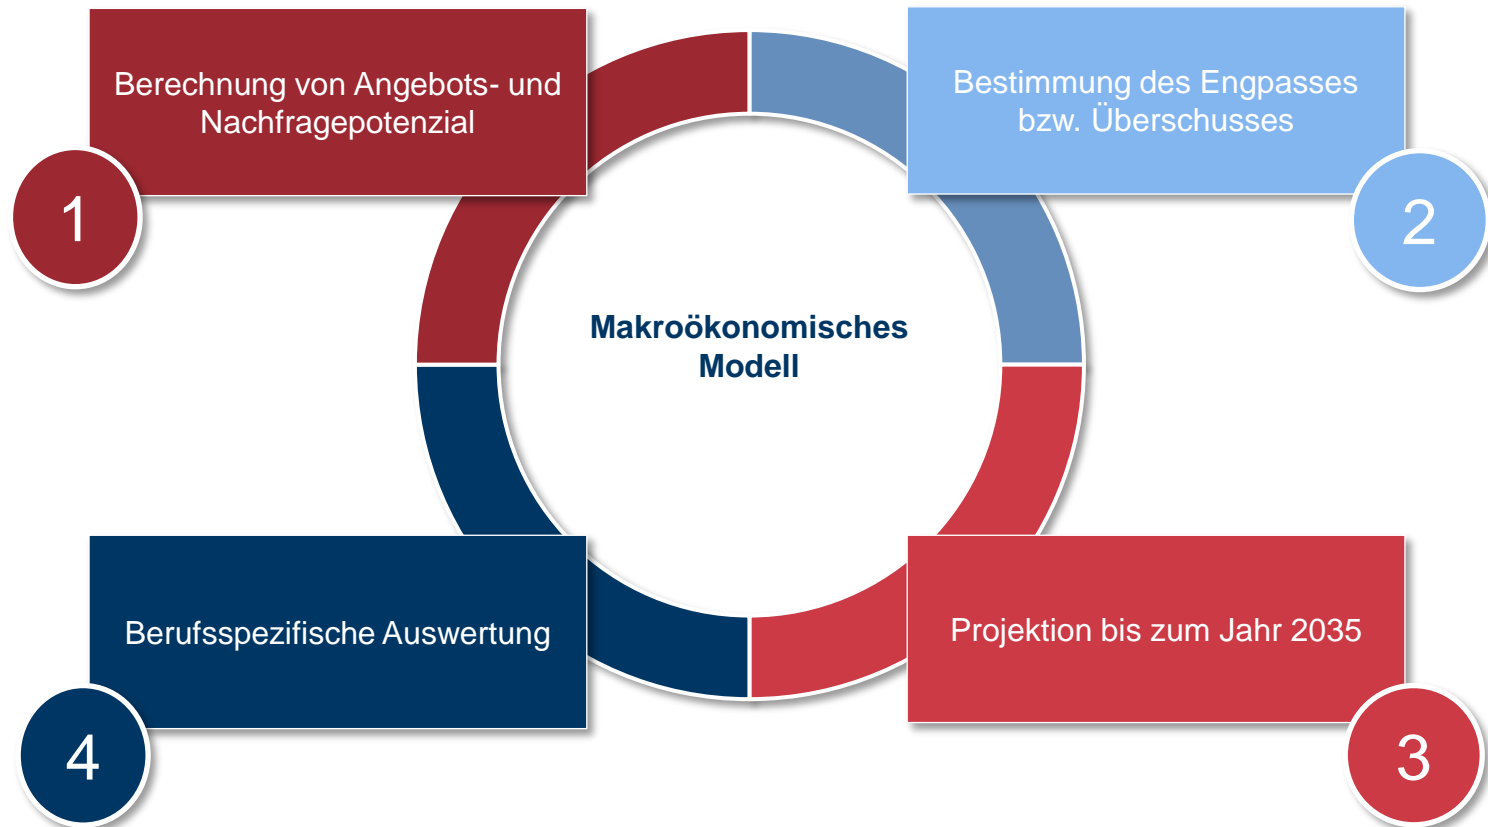 Berechnung von Angebots- und
Nachfragepotenzial
1
Bestimmung des Engpasses
bzw. Überschusses
2
Makroökonomisches
Modell
Projektion bis zum Jahr 2035
3
Berufsspezifische Auswertung
4